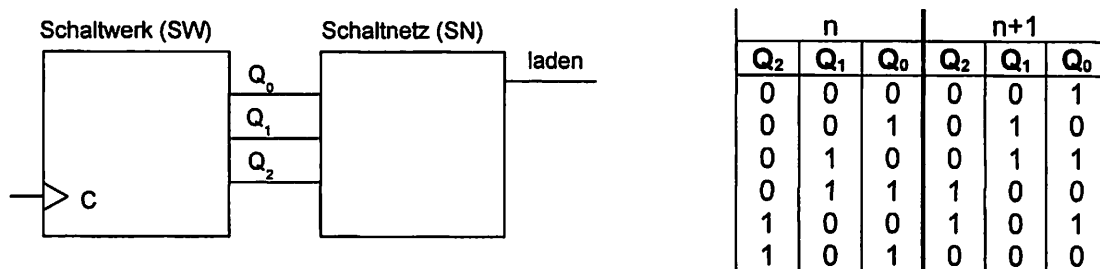 Schaltwerk (SW)
Schaltnetz (SN)
laden
Q0
Q1
Q2
C
n n+1
Q2 Q1 Q0 Q2 Q1 Q0
0 0 0 0 0 1
0 0 1 0 1 0
0 1 0 0 1 1
0 1 1 1 0 0
1 0 0 1 0 1
1 0 1 0 0 0